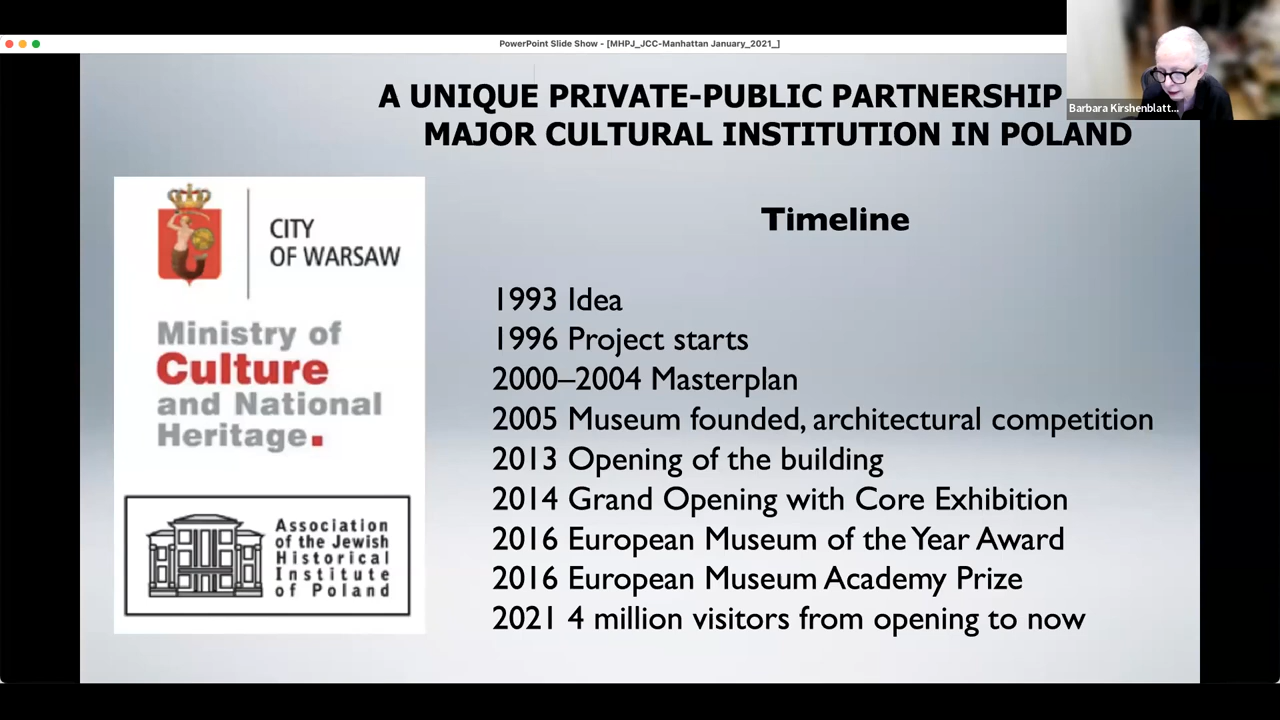 PowerPoint Slide Show - [MHPJ_JCC-Manhattan January_2021_]
Barbara Kirshenblatt...
A UNIQUE PRIVATE-PUBLIC PARTNERSHIP
MAJOR CULTURAL INSTITUTION IN POLAND
CITY
OF WARSAW
Ministry of
Culture
and National
Heritage.
Association
of the Jewish
Historical
Institute
of Poland
Timeline
1993 Idea
1996 Project starts
2000–2004 Masterplan
2005 Museum founded, architectural competition
2013 Opening of the building
2014 Grand Opening with Core Exhibition
2016 European Museum of the Year Award
2016 European Museum Academy Prize
2021 4 million visitors from opening to now